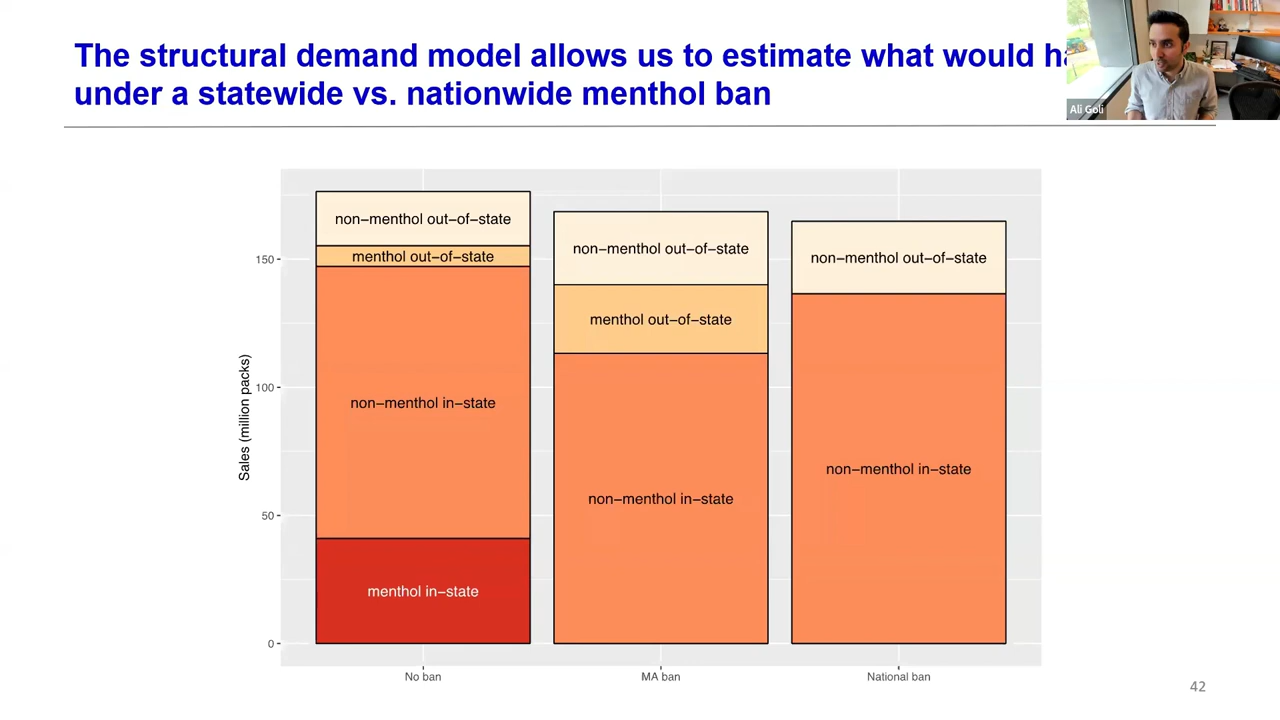 The structural demand model allows us to estimate what would
under a statewide vs. nationwide menthol ban
Ali Goli
Sales (million packs)
150
100
50
0
non−menthol out−of−state
menthol out−of−state
non−menthol in−state
menthol in−state
non−menthol out−of−state
menthol out−of−state
non−menthol in−state
non−menthol out−of−state
non−menthol in−state
No ban
MA ban
National ban
42